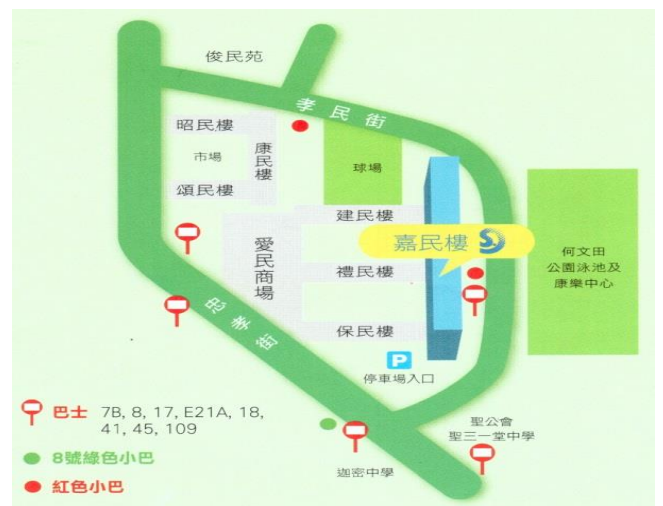 俊民苑
孝民街
昭民樓
康民樓
市場
球場
頌民樓
建民樓
愛民商場
嘉民樓
何文田
公園泳池及
康樂中心
禮民樓
忠孝街
保民樓
P
停車場入口
巴士 7B, 8, 17, E21A, 18,
41, 45, 109
聖公會
聖三一堂中學
8號綠色小巴
迦密中學
紅色小巴